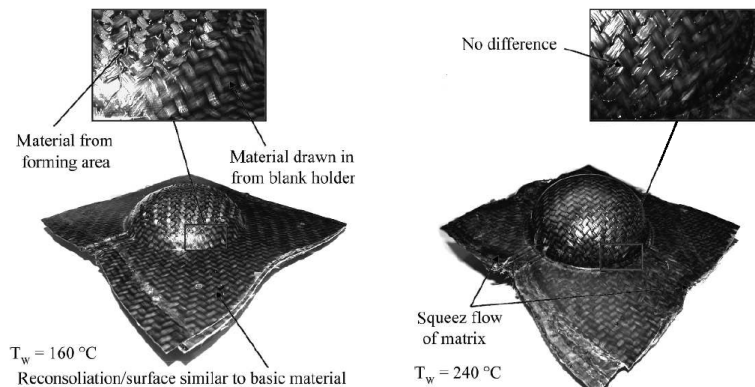 No difference
Material from
forming area
Material drawn in
from blank holder
Squeez flow
of matrix
T_w = 160 °C
Reconsoliation/surface similar to basic material
T_w = 240 °C